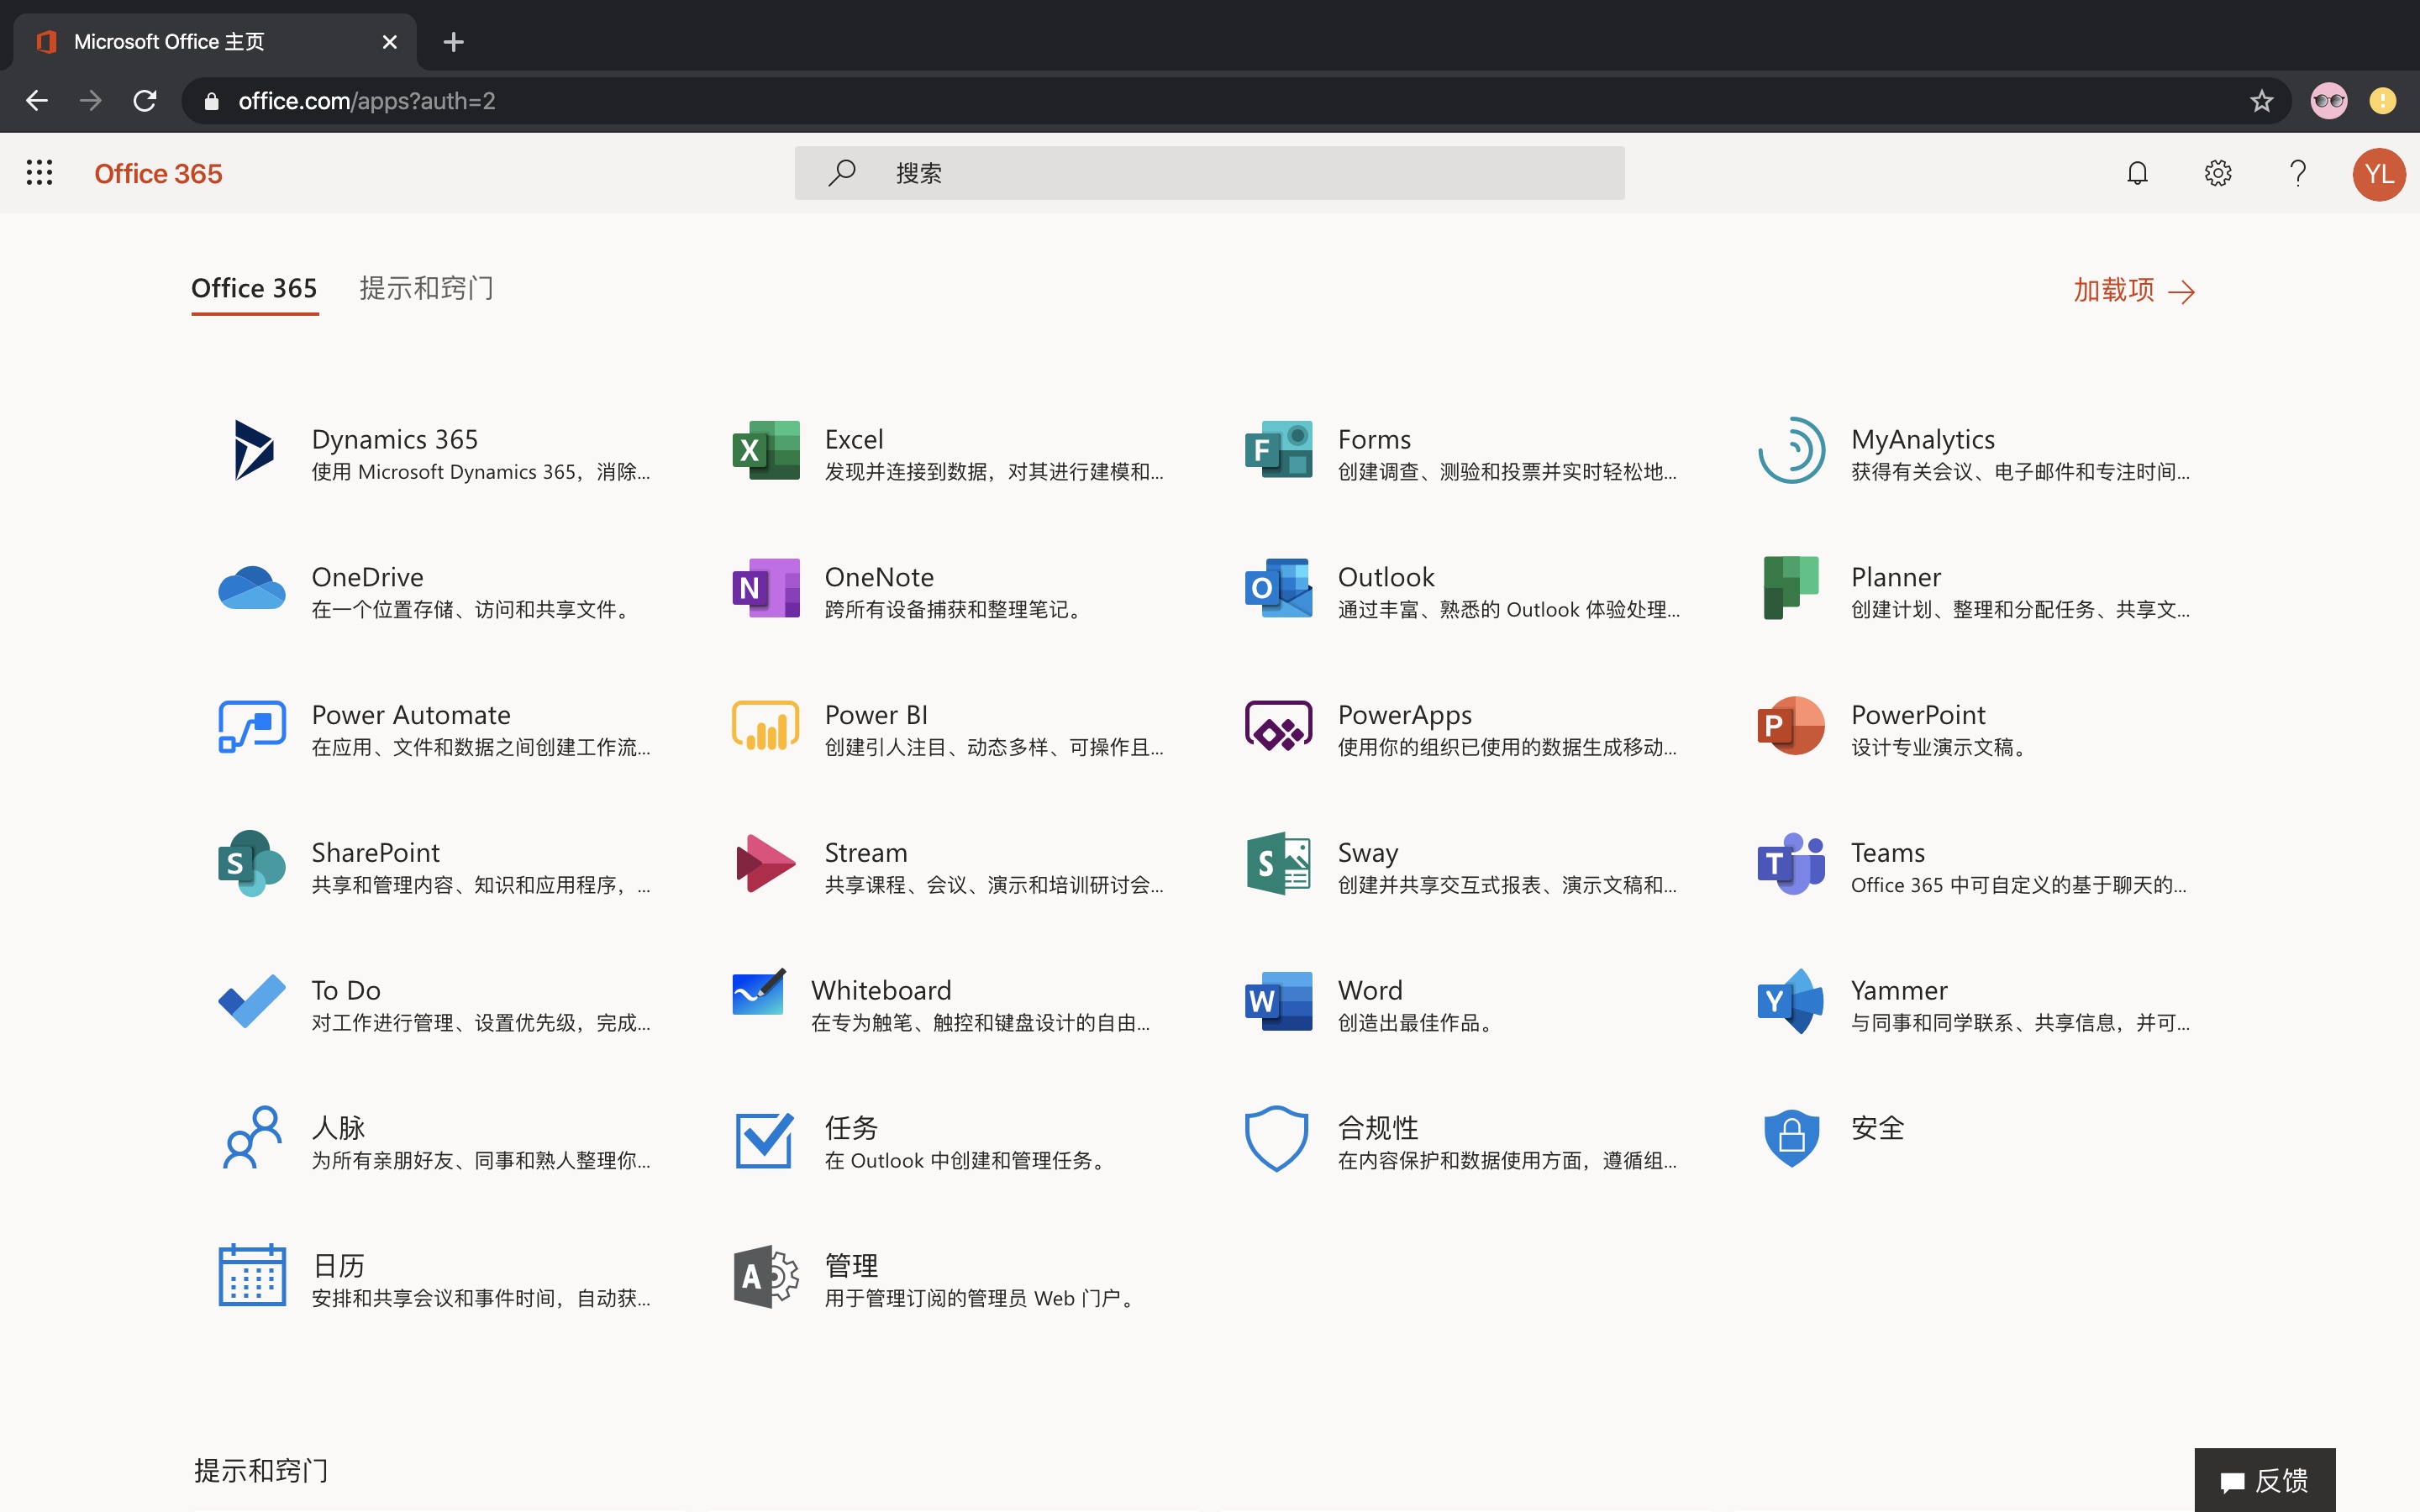 Microsoft Office 主页
office.com/apps?auth=2
Office 365
搜索
YL
Office 365
提示和窍门
加载项
Dynamics 365
使用 Microsoft Dynamics 365，消除...
Excel
发现并连接到数据，对其进行建模和...
Forms
创建调查、测验和投票并实时轻松地...
MyAnalytics
获得有关会议、电子邮件和专注时间...
OneDrive
在一个位置存储、访问和共享文件。
OneNote
跨所有设备捕获和整理笔记。
Outlook
通过丰富、熟悉的 Outlook 体验处理...
Planner
创建计划、整理和分配任务、共享文...
Power Automate
在应用、文件和数据之间创建工作流...
Power BI
创建引人注目、动态多样、可操作且...
PowerApps
使用你的组织已使用的数据生成移动...
PowerPoint
设计专业演示文稿。
SharePoint
共享和管理内容、知识和应用程序，...
Stream
共享课程、会议、演示和培训研讨会...
Sway
创建并共享交互式报表、演示文稿和...
Teams
Office 365 中可自定义的基于聊天的...
To Do
对工作进行管理、设置优先级，完成...
Whiteboard
在专为触笔、触控和键盘设计的自由...
Word
创造出最佳作品。
Yammer
与同事和同学联系、共享信息，并可...
人脉
为所有亲朋好友、同事和熟人整理你...
任务
在 Outlook 中创建和管理任务。
合规性
在内容保护和数据使用方面，遵循组...
安全
日历
安排和共享会议和事件时间，自动获...
管理
用于管理订阅的管理员 Web 门户。
提示和窍门
反馈